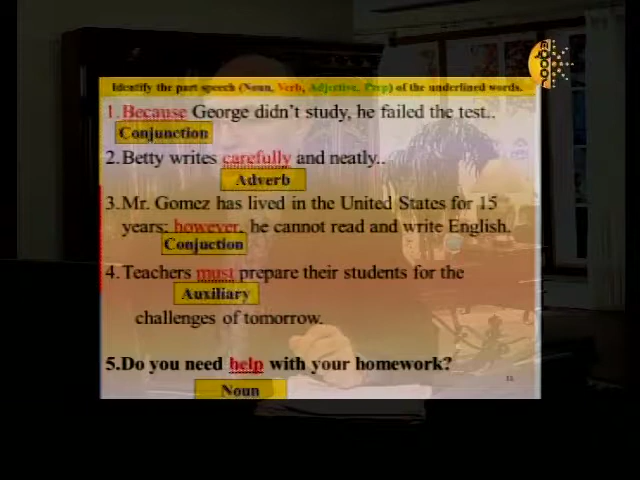 Identify the part speech (Noun, Verb, Adjective, Prep) of the underlined words.
1. Because George didn't study, he failed the test..
Conjunction
2. Betty writes carefully and neatly..
Adverb
3. Mr. Gomez has lived in the United States for 15
years; however, he cannot read and write English.
Conjuction
4. Teachers must prepare their students for the
Auxiliary
challenges of tomorrow.
5.Do you need help with your homework?
Noun